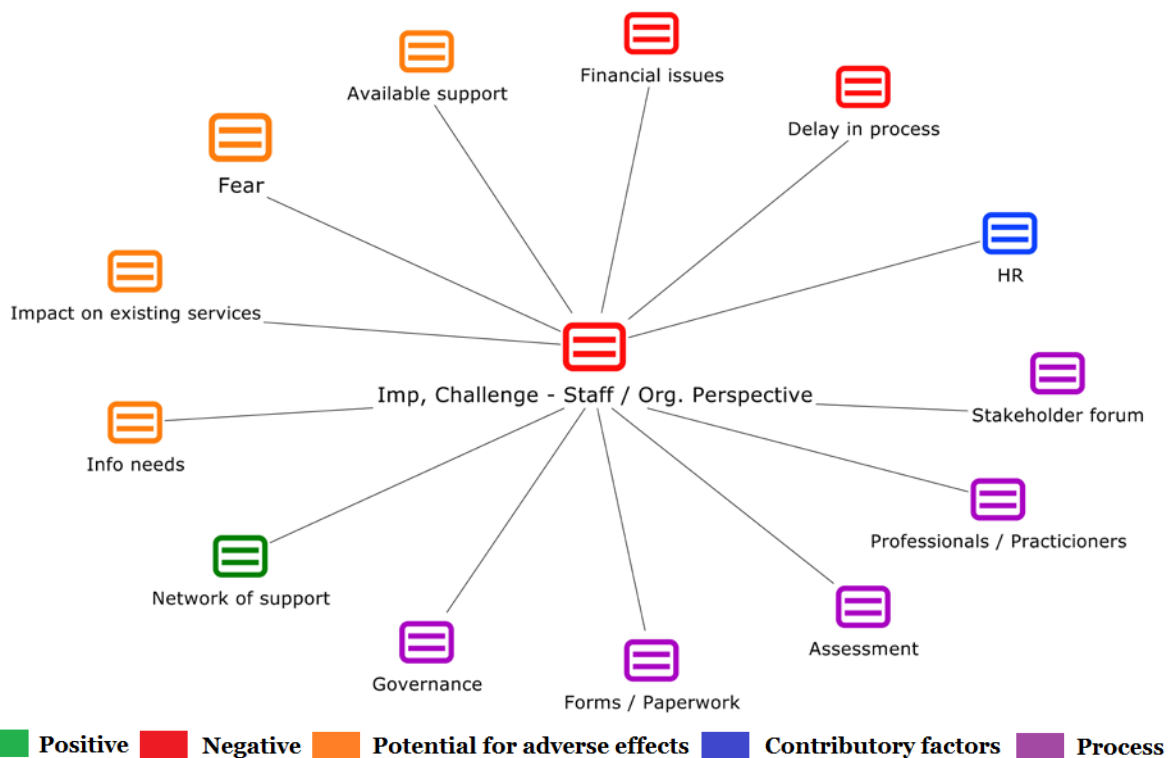 Financial issues
Available support
Delay in process
Fear
HR
Impact on existing services
Imp, Challenge - Staff / Org. Perspective
Stakeholder forum
Info needs
Professionals / Practicioners
Network of support
Assessment
Governance
Forms / Paperwork
Positive Negative Potential for adverse effects Contributory factors Process